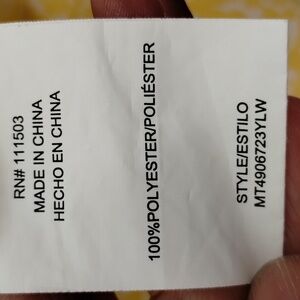 RN# 111503
MADE IN CHINA
HECHO EN CHINA
100%POLYESTER/POLIÉSTER
STYLE/ESTILO
MT4906723YLW